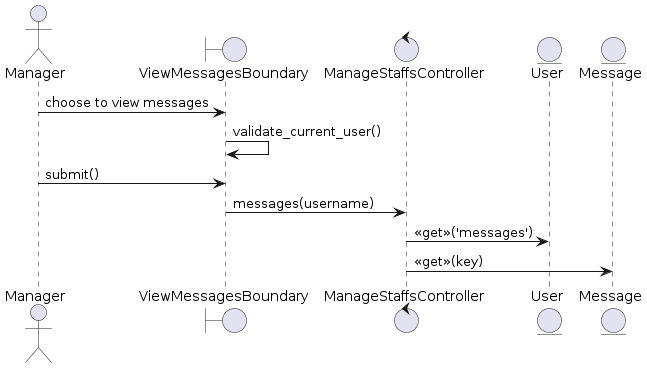 Manager
ViewMessagesBoundary
ManageStaffsController
User
Message
choose to view messages
validate_current_user()
submit()
messages(username)
«get»('messages')
«get»(key)
Manager
ViewMessagesBoundary
ManageStaffsController
User
Message